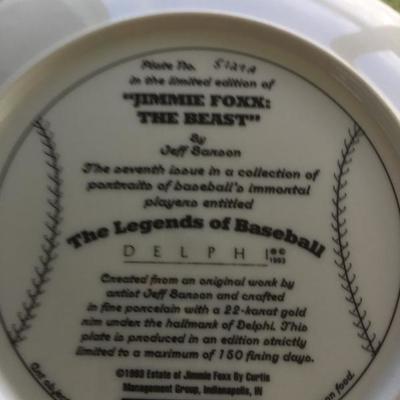 Plate No.
in the limited edition of
"JIMMIE FOXX:
THE BEAST"
By
Jeff Barson
The seventh issue in a collection of
portraits of baseball's immortal
players entitled
The Legends of Baseball
DELPHI ®©
1993
Created from an original work by
artist Jeff Barson and crafted
in fine porcelain with a 22-karat gold
rim under the hallmark of Delphi. This
plate is produced in an edition strictly
limited to a maximum of 150 firing days.
©1993 Estate of Jimmie Foxx By Curtis
Management Group, Indianapolis, IN
food.